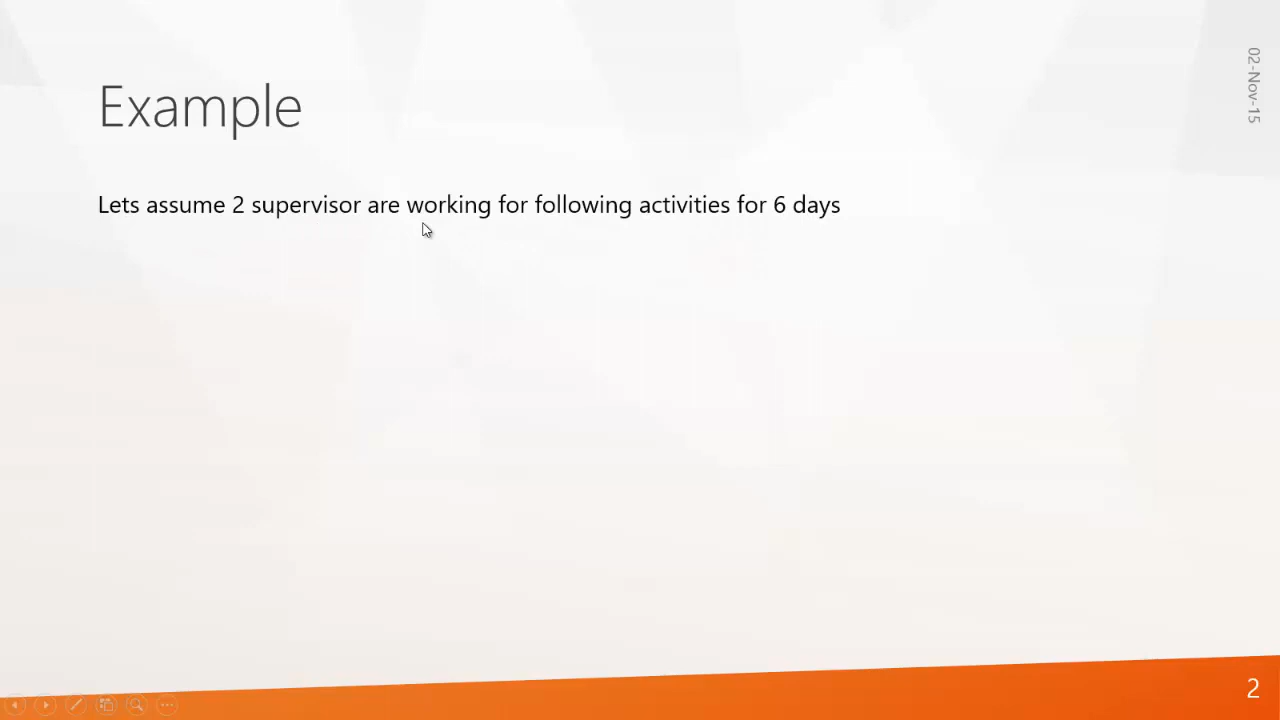 02-Nov-15
Example
Lets assume 2 supervisor are working for following activities for 6 days
2